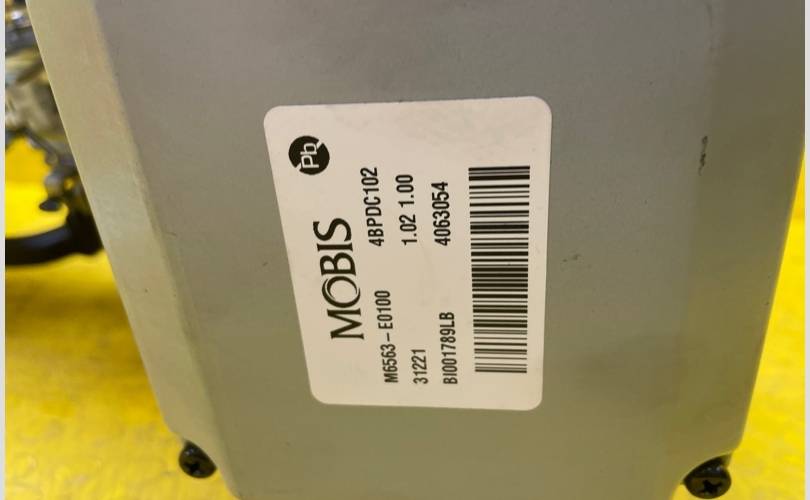 Pb
MOBIS
M6563-E0100 4BPDC102
31221 1.02 1.00
BI001789LB 4063054